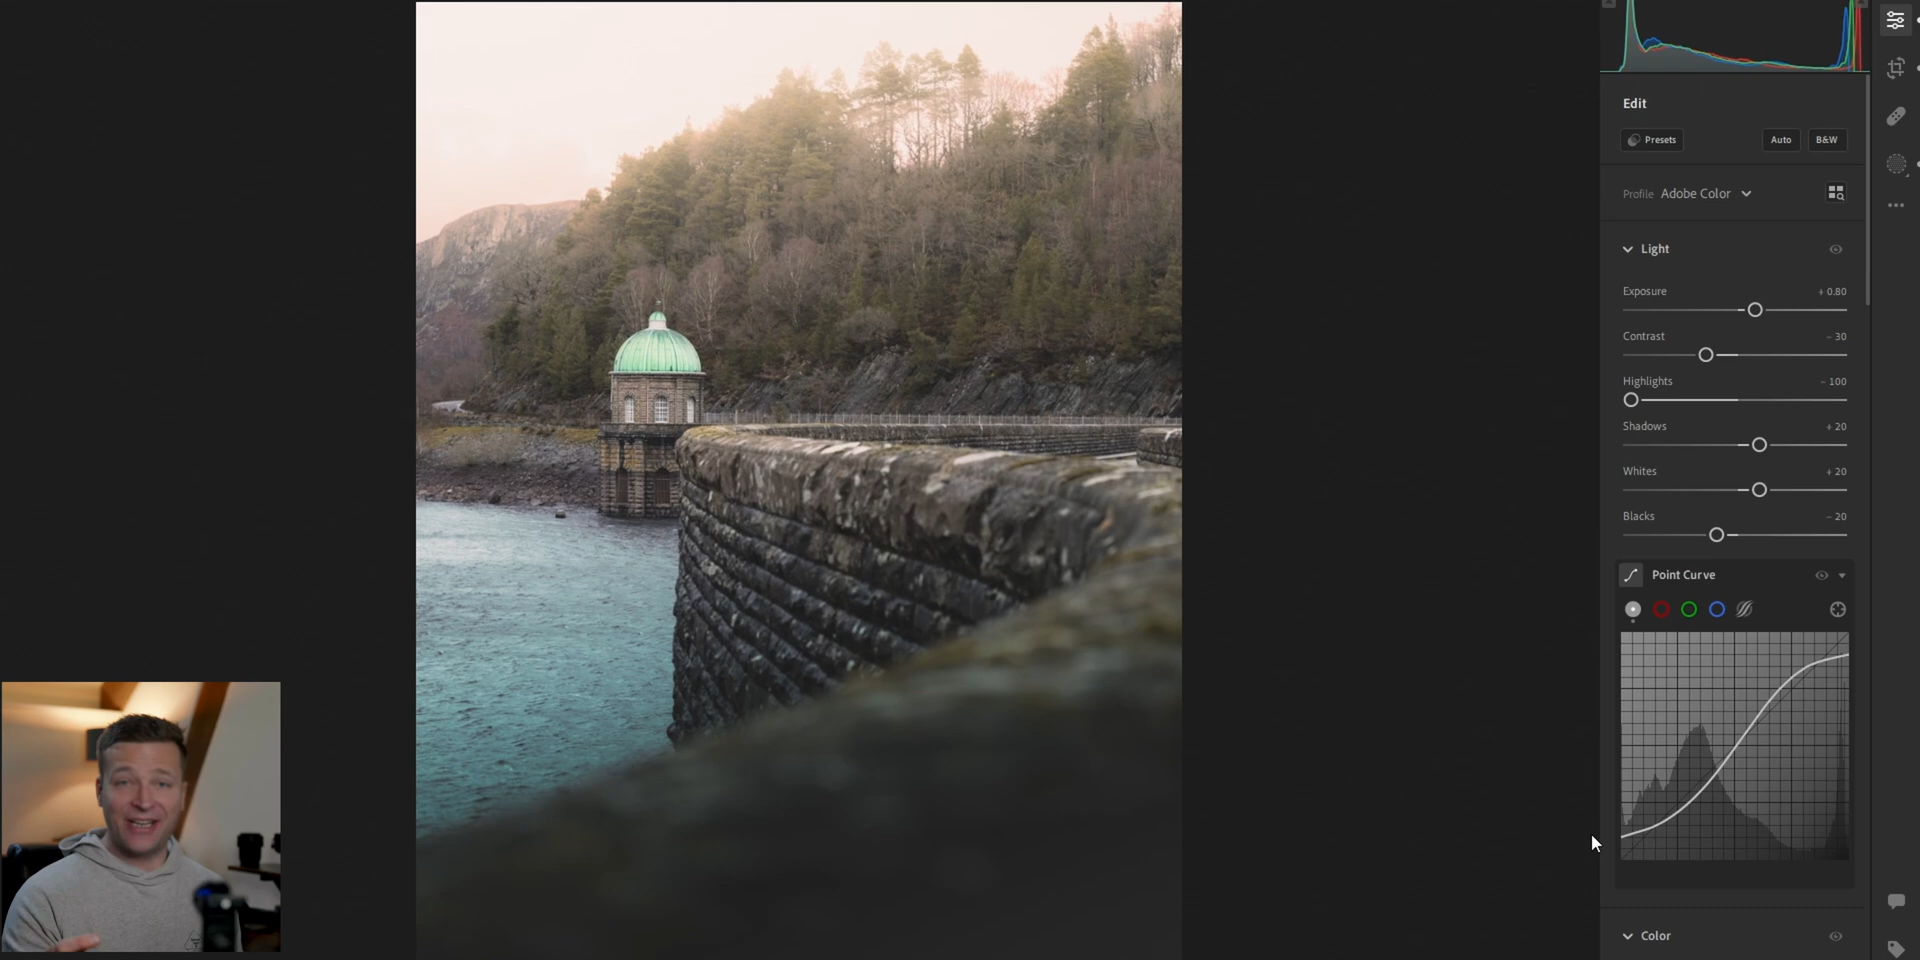 Edit
Presets
Auto
B&W
Profile Adobe Color
Light
Exposure + 0.80
Contrast − 30
Highlights − 100
Shadows + 20
Whites + 20
Blacks − 20
Point Curve
Color